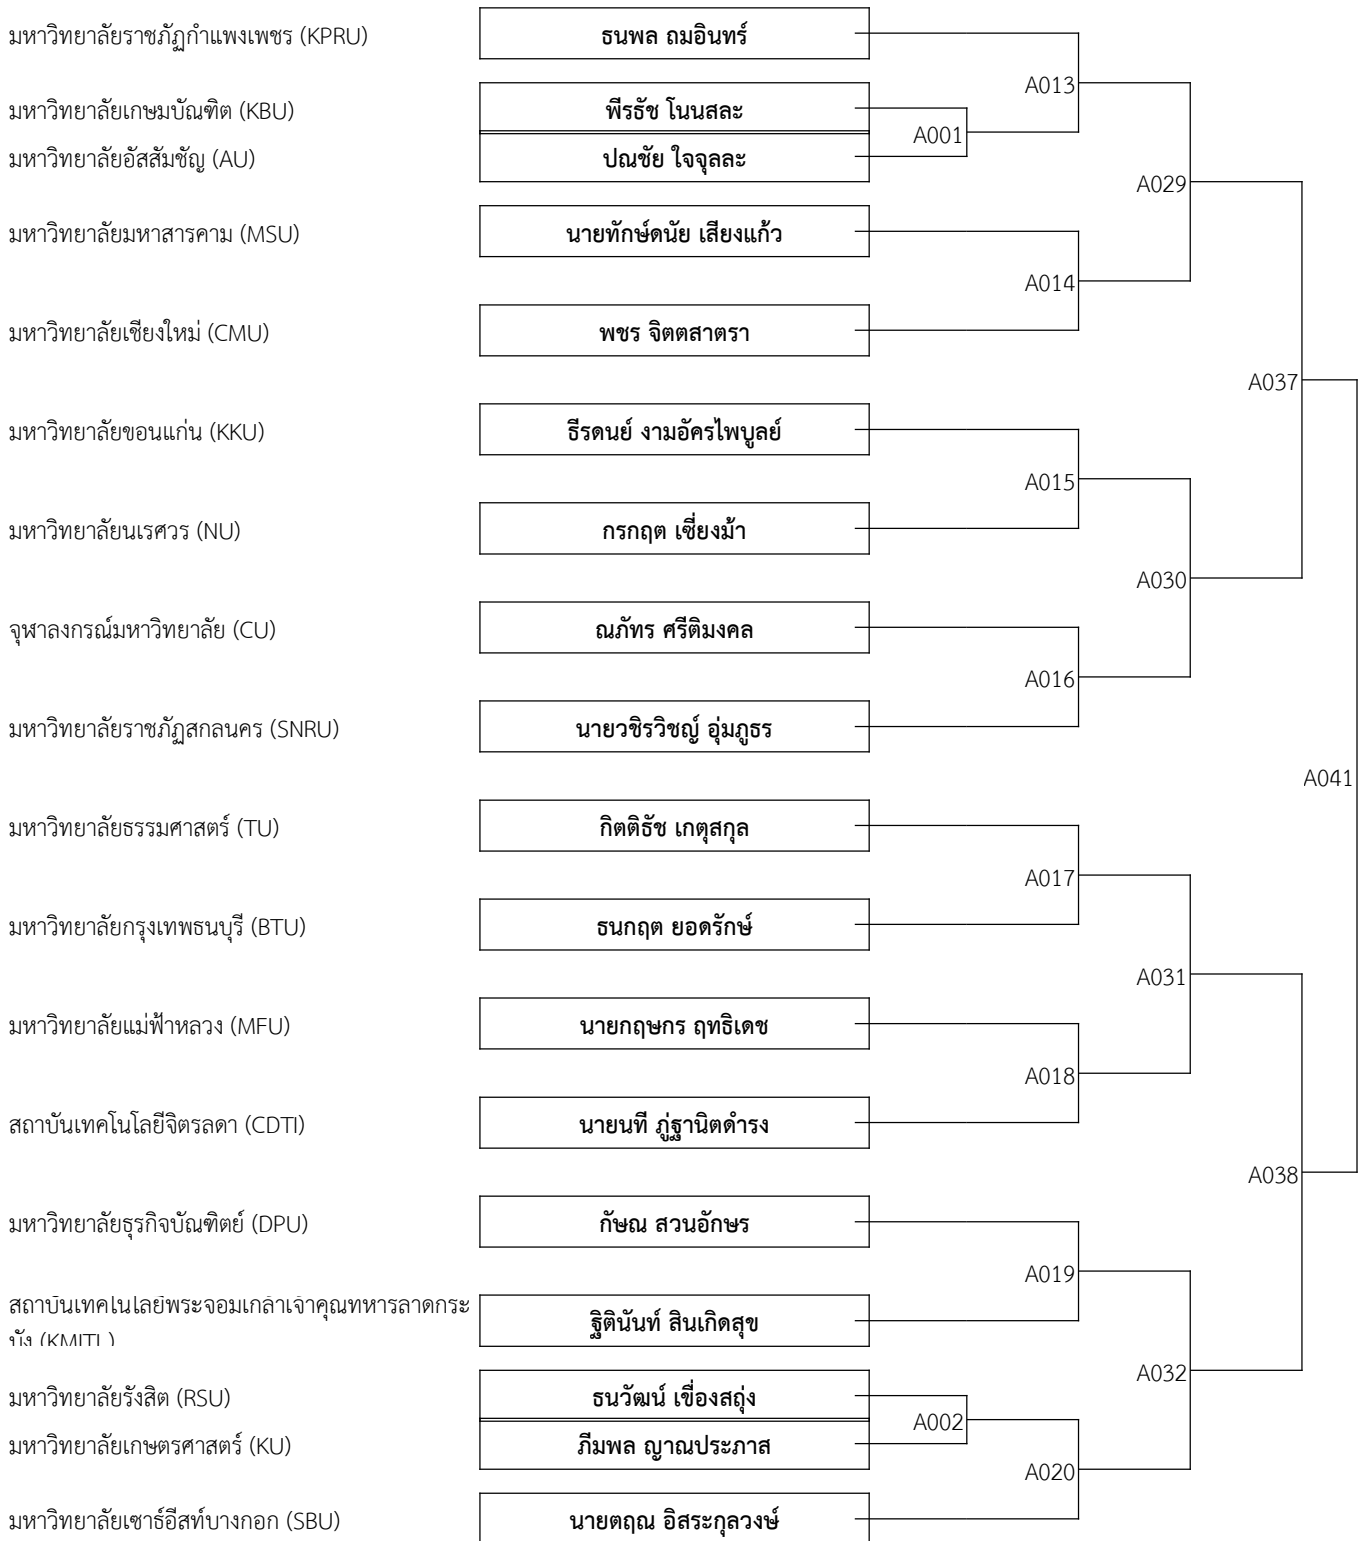 มหาวิทยาลัยราชภัฏกำแพงเพชร (KPRU) ธนพล ถมอินทร์
A013
มหาวิทยาลัยเกษมบัณฑิต (KBU) พีรธัช โนนสละ
A001
มหาวิทยาลัยอัสสัมชัญ (AU) ปณชัย ใจจุลละ
A029
มหาวิทยาลัยมหาสารคาม (MSU) นายทักษ์ดนัย เสียงแก้ว
A014
มหาวิทยาลัยเชียงใหม่ (CMU) พชร จิตตสาตรา
A037
มหาวิทยาลัยขอนแก่น (KKU) ธีรดนย์ งามอัครไพบูลย์
A015
มหาวิทยาลัยนเรศวร (NU) กรกฤต เซี่ยงม้า
A030
จุฬาลงกรณ์มหาวิทยาลัย (CU) ณภัทร ศรีติมงคล
A016
มหาวิทยาลัยราชภัฏสกลนคร (SNRU) นายวชิรวิชญ์ อุ่มภูธร
A041
มหาวิทยาลัยธรรมศาสตร์ (TU) กิตติธัช เกตุสกุล
A017
มหาวิทยาลัยกรุงเทพธนบุรี (BTU) ธนกฤต ยอดรักษ์
A031
มหาวิทยาลัยแม่ฟ้าหลวง (MFU) นายกฤษกร ฤทธิเดช
A018
สถาบันเทคโนโลยีจิตรลดา (CDTI) นายนที ภู่ฐานิตดำรง
A038
มหาวิทยาลัยธุรกิจบัณฑิตย์ (DPU) กัษณ สวนอักษร
A019
สถาบันเทคโนโลยีพระจอมเกล้าเจ้าคุณทหารลาดกระ
บัง (KMITL) ฐิตินันท์ สินเกิดสุข
A032
มหาวิทยาลัยรังสิต (RSU) ธนวัฒน์ เขื่องสถุ่ง
A002
มหาวิทยาลัยเกษตรศาสตร์ (KU) ภีมพล ญาณประภาส
A020
มหาวิทยาลัยเซาธ์อีสท์บางกอก (SBU) นายตฤณ อิสระกุลวงษ์